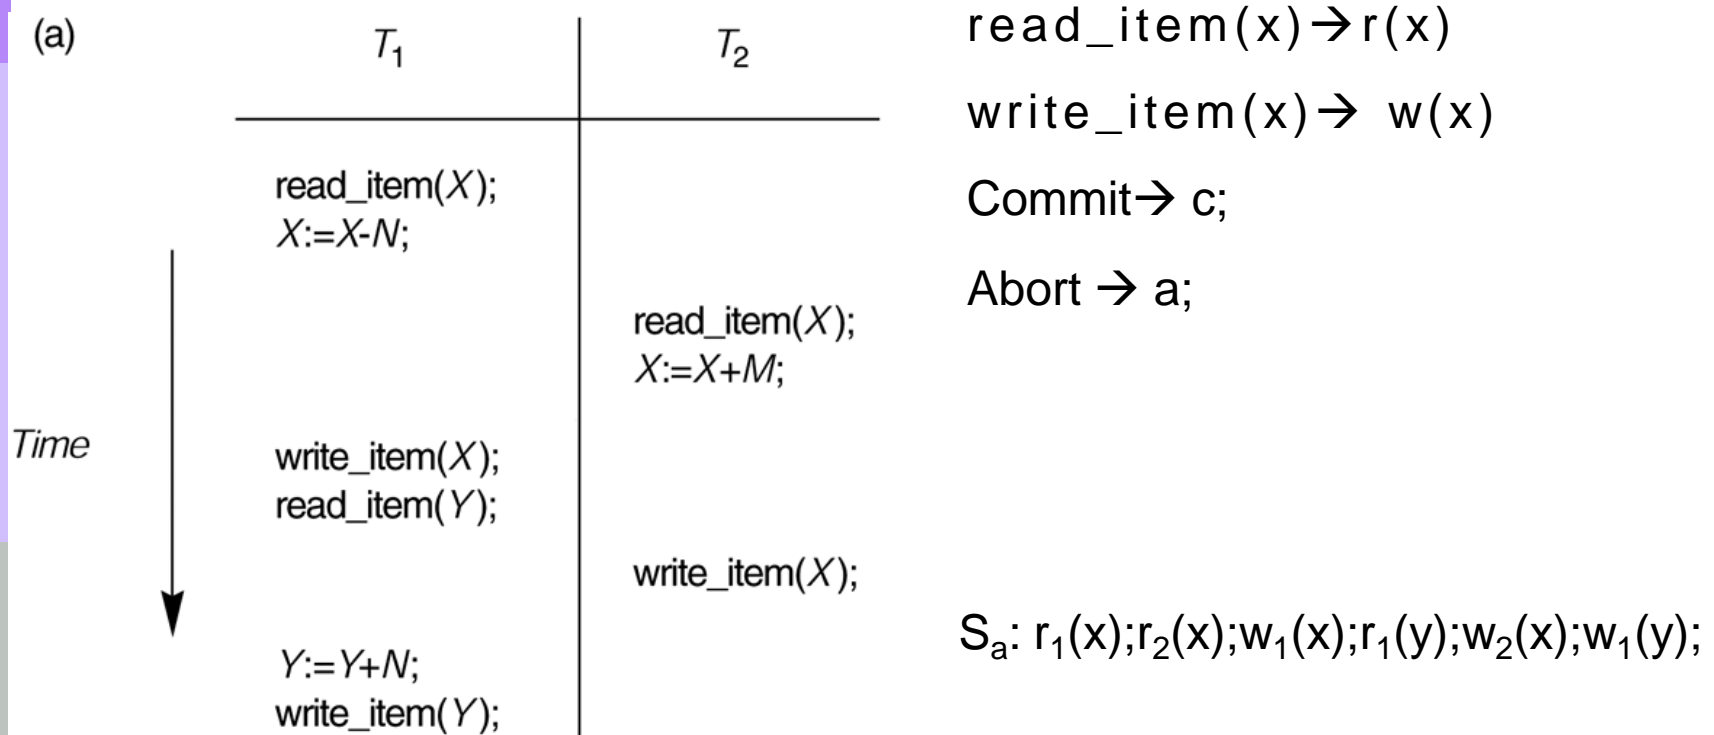 (a)
T₁ T₂
read_item(X);
X:=X-N;
read_item(X);
X:=X+M;
Time
write_item(X);
read_item(Y);
write_item(X);
Y:=Y+N;
write_item(Y);
read_item(x)→r(x)
write_item(x)→ w(x)
Commit→ c;
Abort → a;
Sₐ: r₁(x);r₂(x);w₁(x);r₁(y);w₂(x);w₁(y);